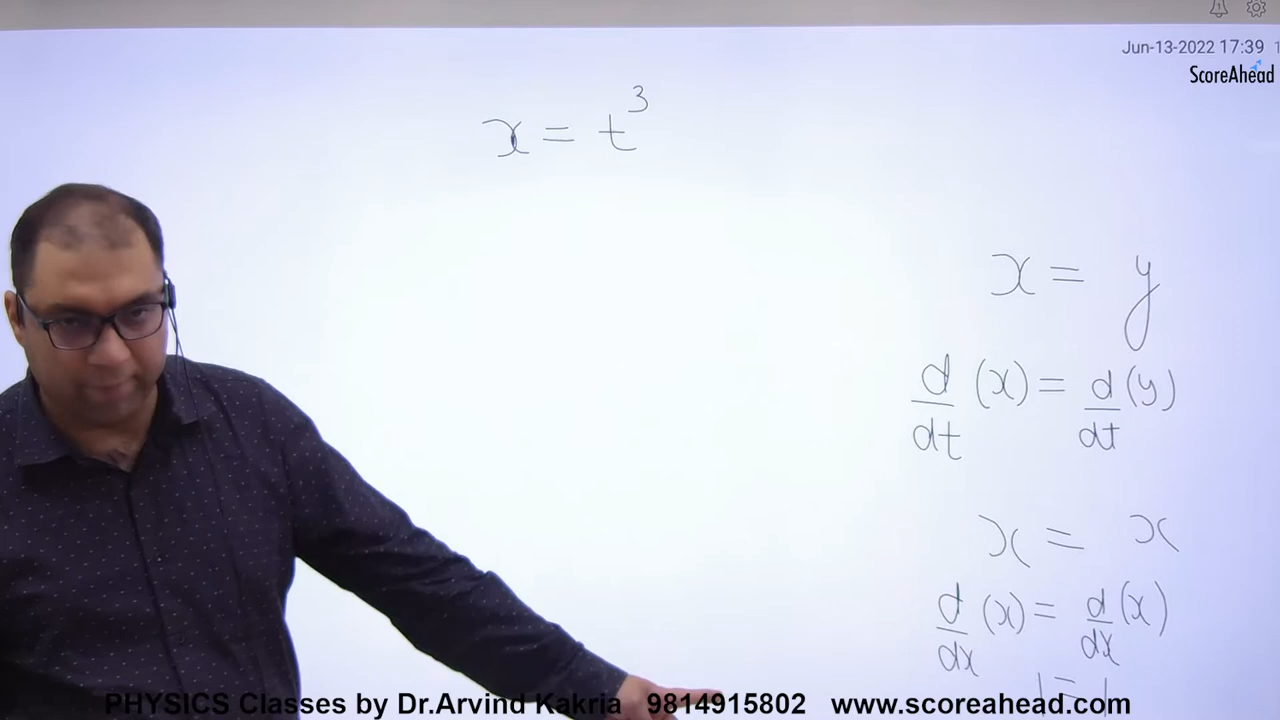 Jun-13-2022 17:39 1
ScoreAhead
x = t³
x = y
d/dt (x) = d/dt (y)
x = x
d/dx (x) = d/dx (x)
1 = 1
PHYSICS Classes by Dr.Arvind Kakria 9814915802 www.scoreahead.com